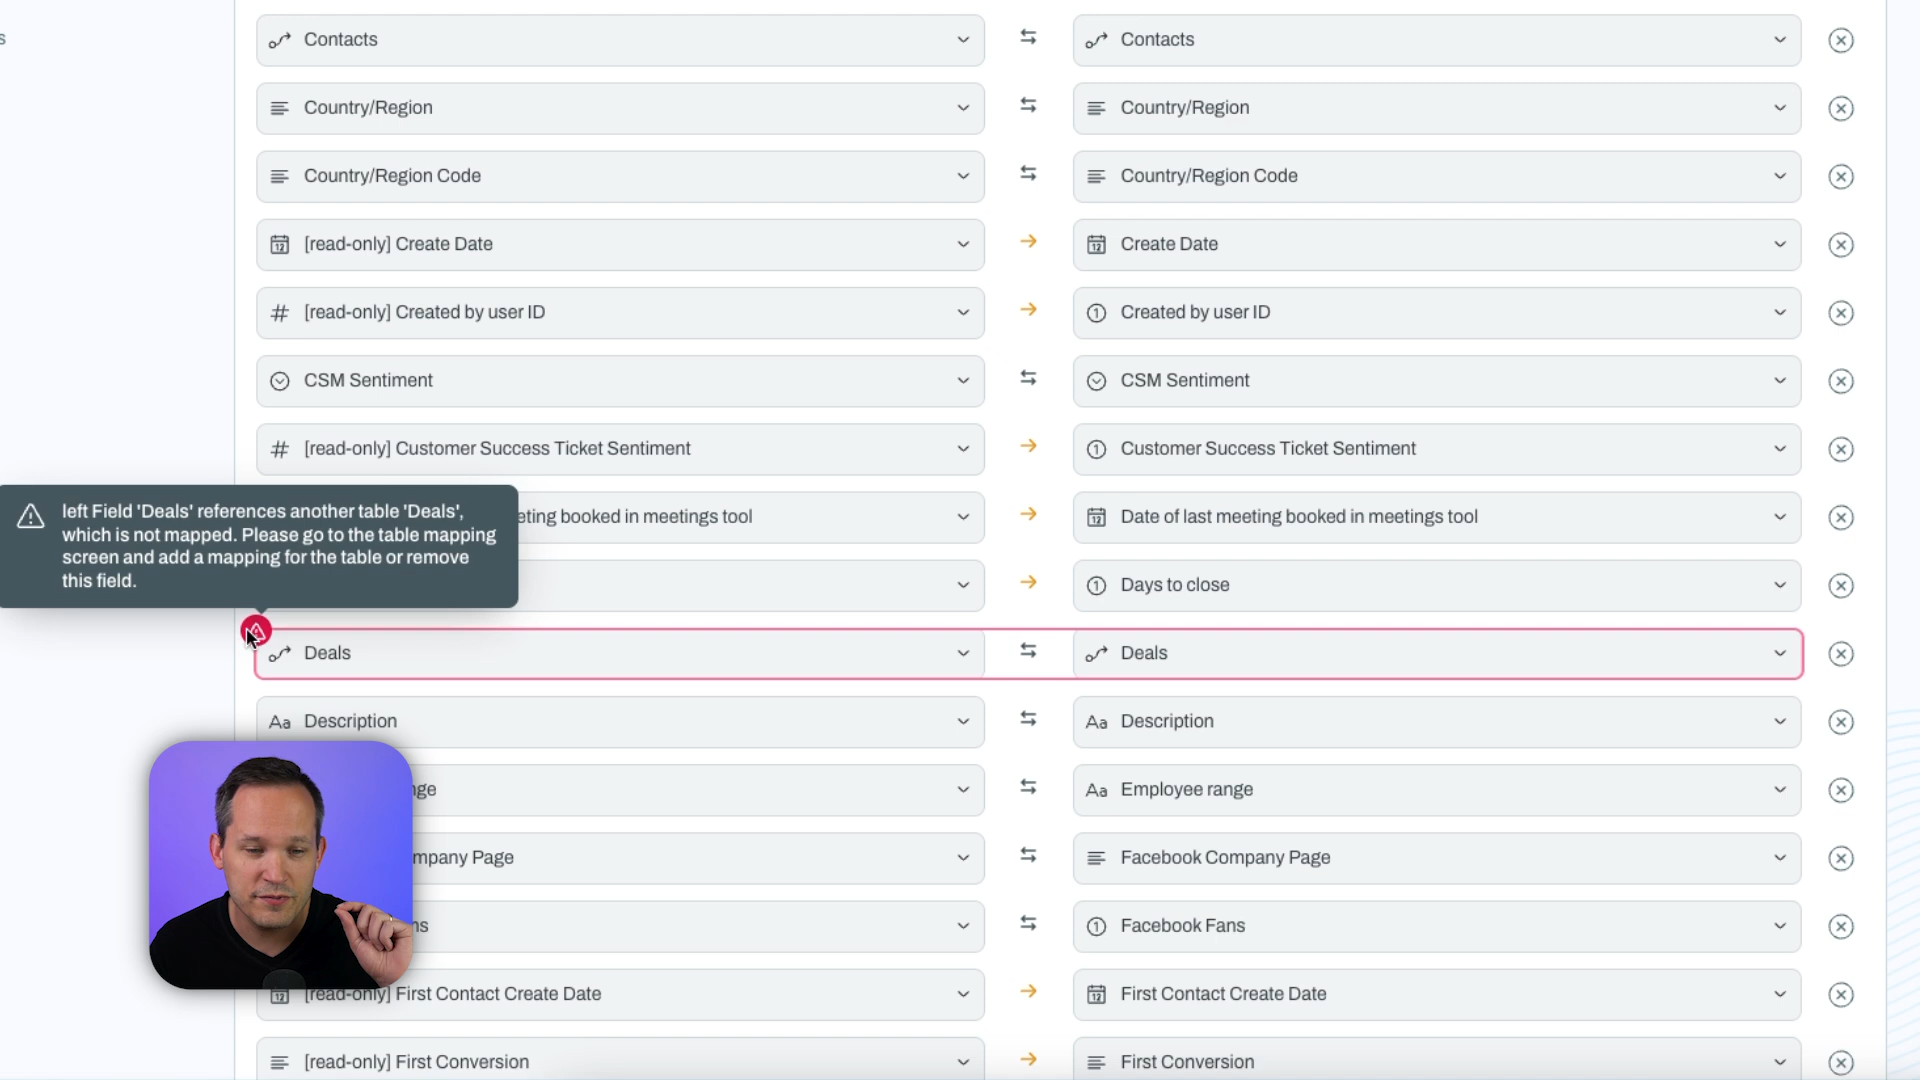 s
Contacts
Contacts
Country/Region
Country/Region
Country/Region Code
Country/Region Code
[read-only] Create Date
Create Date
[read-only] Created by user ID
Created by user ID
CSM Sentiment
CSM Sentiment
[read-only] Customer Success Ticket Sentiment
Customer Success Ticket Sentiment
left Field 'Deals' references another table 'Deals',
which is not mapped. Please go to the table mapping
screen and add a mapping for the table or remove
this field.
eting booked in meetings tool
Date of last meeting booked in meetings tool
Days to close
Deals
Deals
Aa Description
Aa Description
nge
Aa Employee range
mpany Page
Facebook Company Page
ns
Facebook Fans
[read-only] First Contact Create Date
First Contact Create Date
[read-only] First Conversion
First Conversion